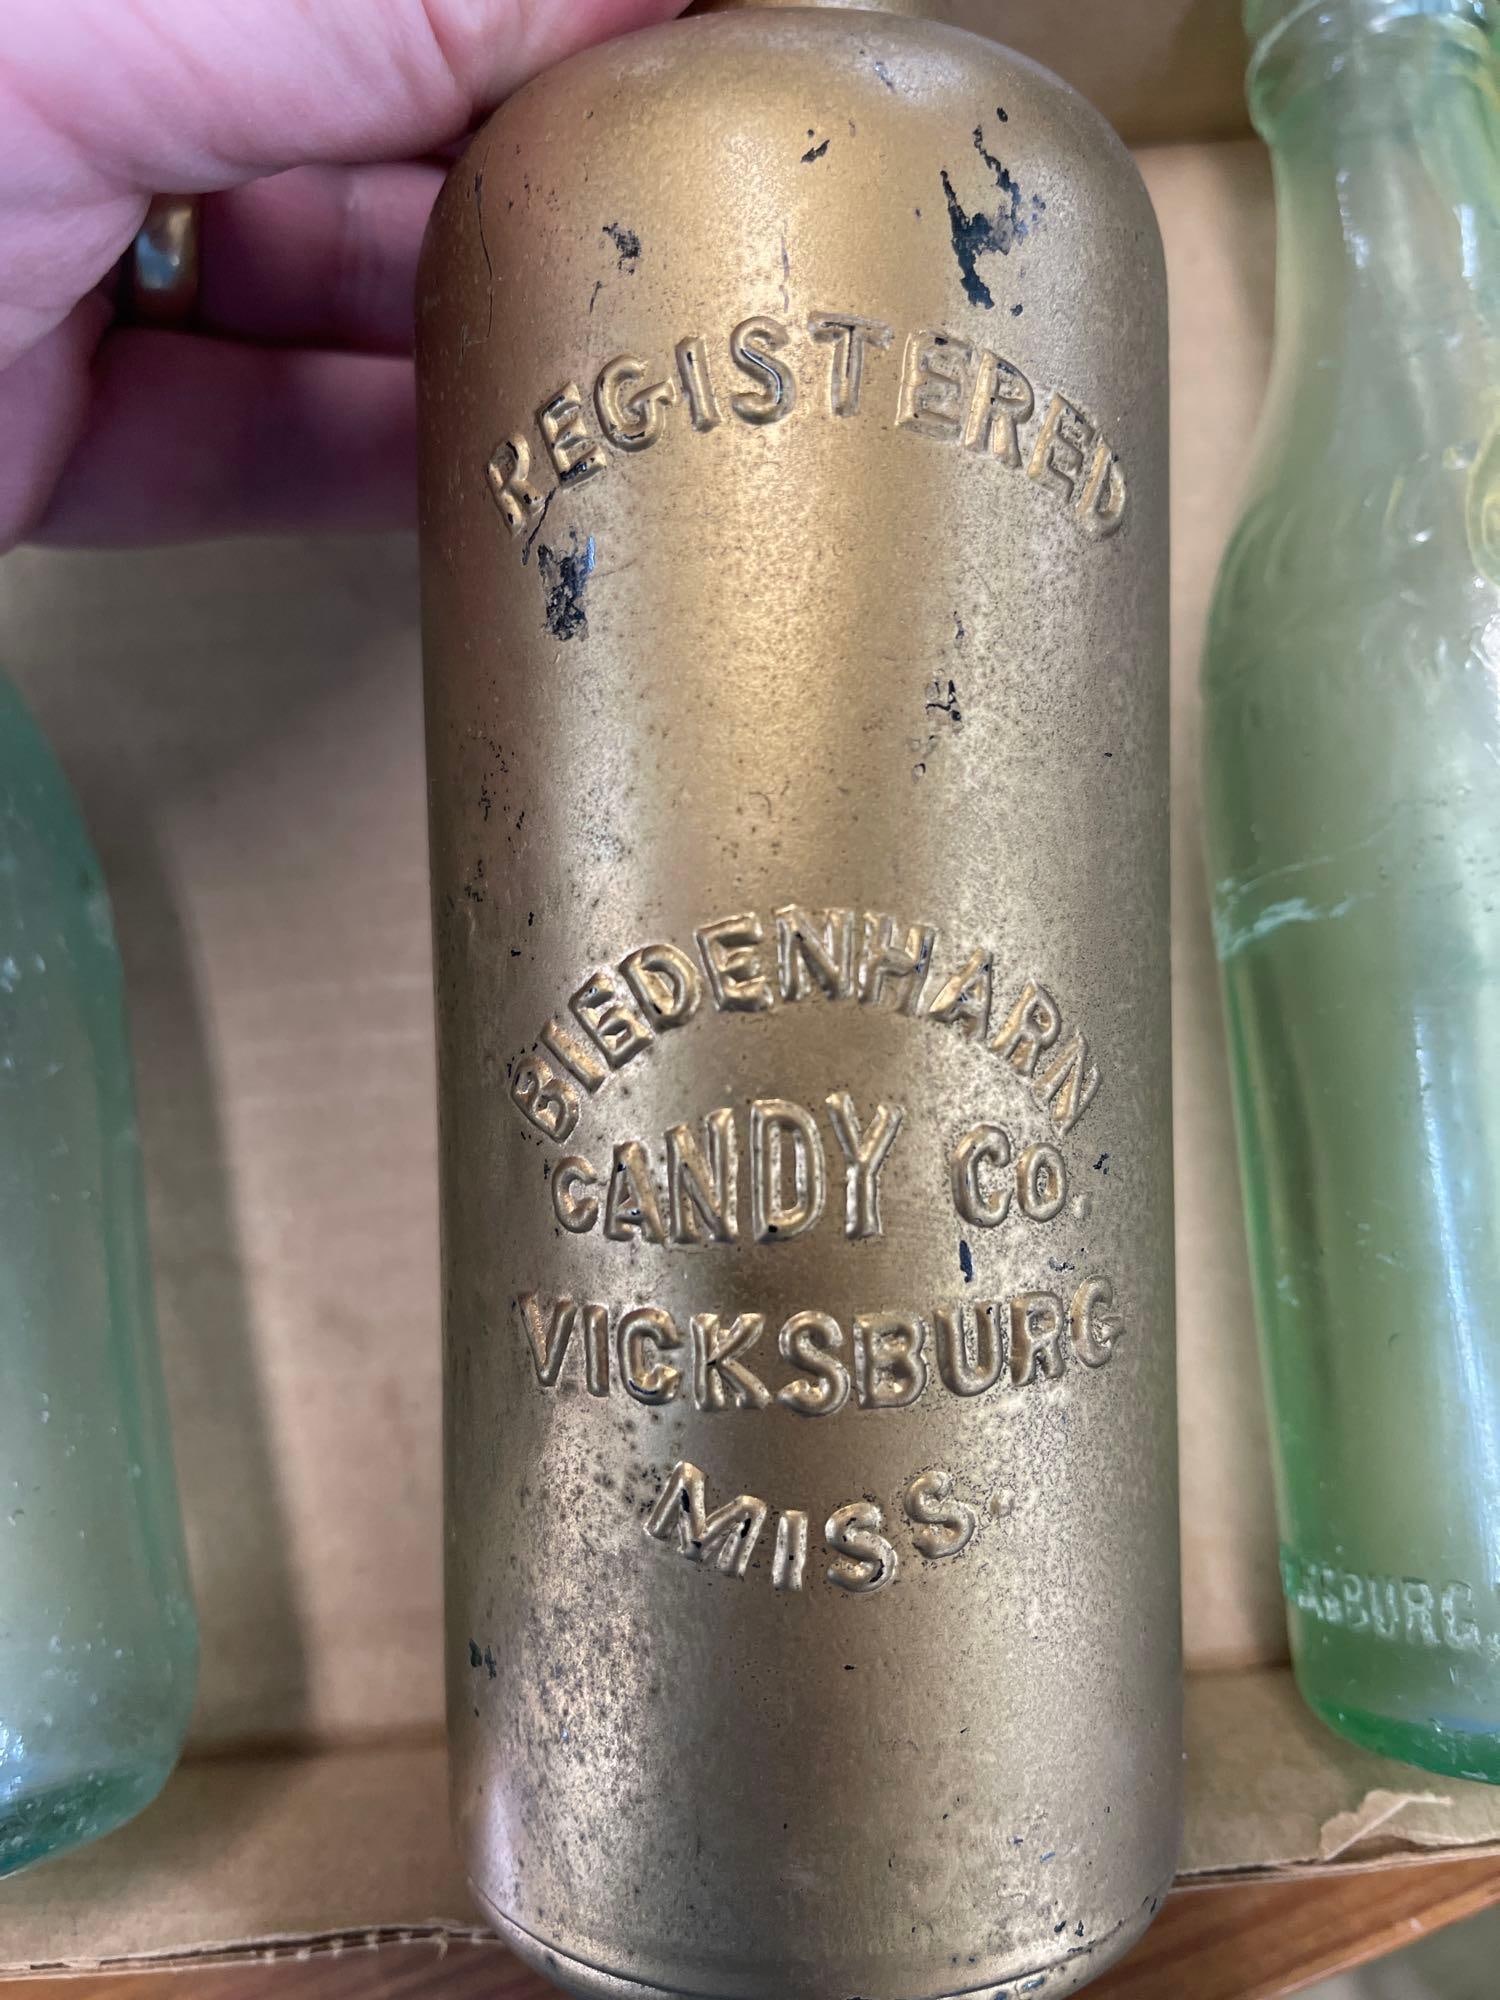 REGISTERED
BIEDENHARN
CANDY CO.
VICKSBURG
MISS.